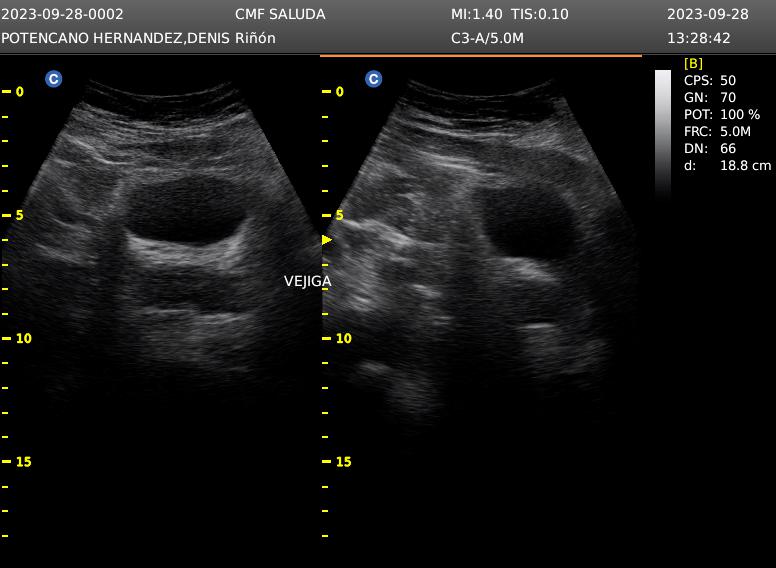 2023-09-28-0002 CMF SALUDA MI:1.40 TIS:0.10 2023-09-28
POTENCANO HERNANDEZ,DENIS Riñón C3-A/5.0M 13:28:42
[B]
CPS: 50
GN: 70
POT: 100 %
FRC: 5.0M
DN: 66
d: 18.8 cm
C
C
0
5
10
15
VEJIGA
0
5
10
15